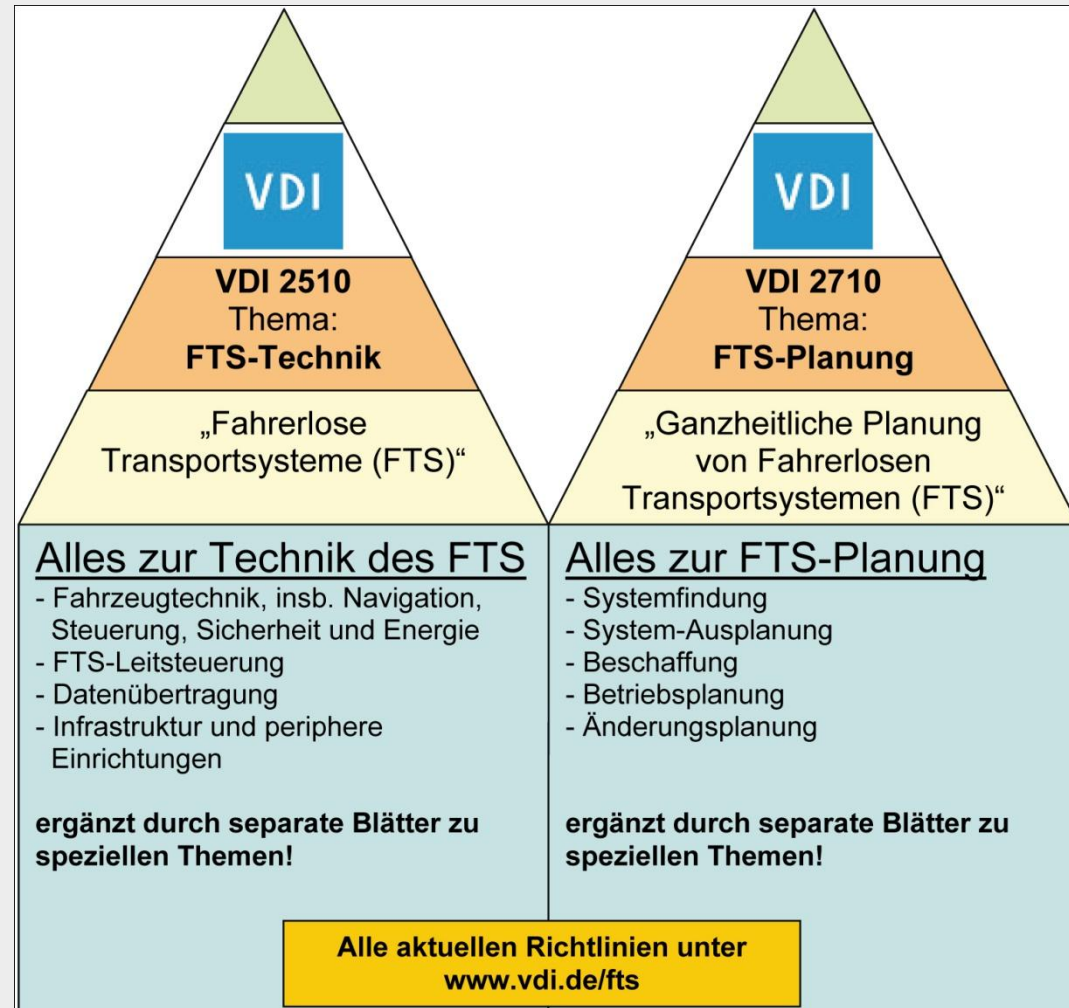 VDI
VDI 2510
Thema:
FTS-Technik
„Fahrerlose
Transportsysteme (FTS)“
Alles zur Technik des FTS
- Fahrzeugtechnik, insb. Navigation,
Steuerung, Sicherheit und Energie
- FTS-Leitsteuerung
- Datenübertragung
- Infrastruktur und periphere
Einrichtungen
ergänzt durch separate Blätter zu
speziellen Themen!
VDI
VDI 2710
Thema:
FTS-Planung
„Ganzheitliche Planung
von Fahrerlosen
Transportsystemen (FTS)“
Alles zur FTS-Planung
- Systemfindung
- System-Ausplanung
- Beschaffung
- Betriebsplanung
- Änderungsplanung
ergänzt durch separate Blätter zu
speziellen Themen!
Alle aktuellen Richtlinien unter
www.vdi.de/fts